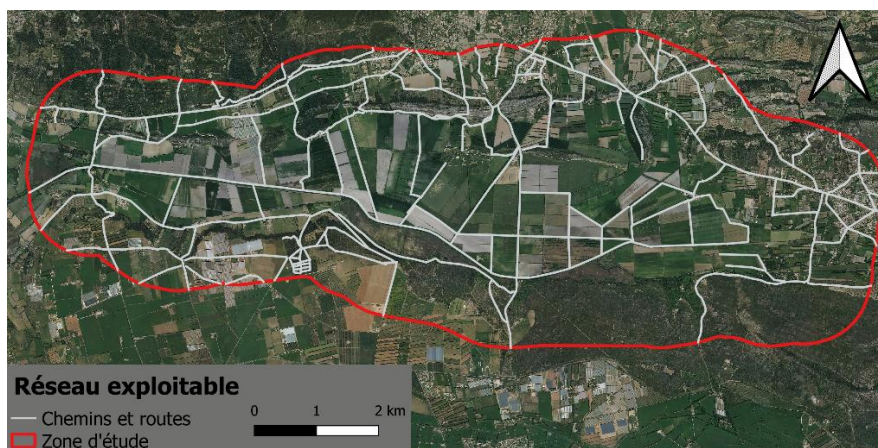 Réseau exploitable
Chemins et routes
Zone d'étude
0 1 2 km